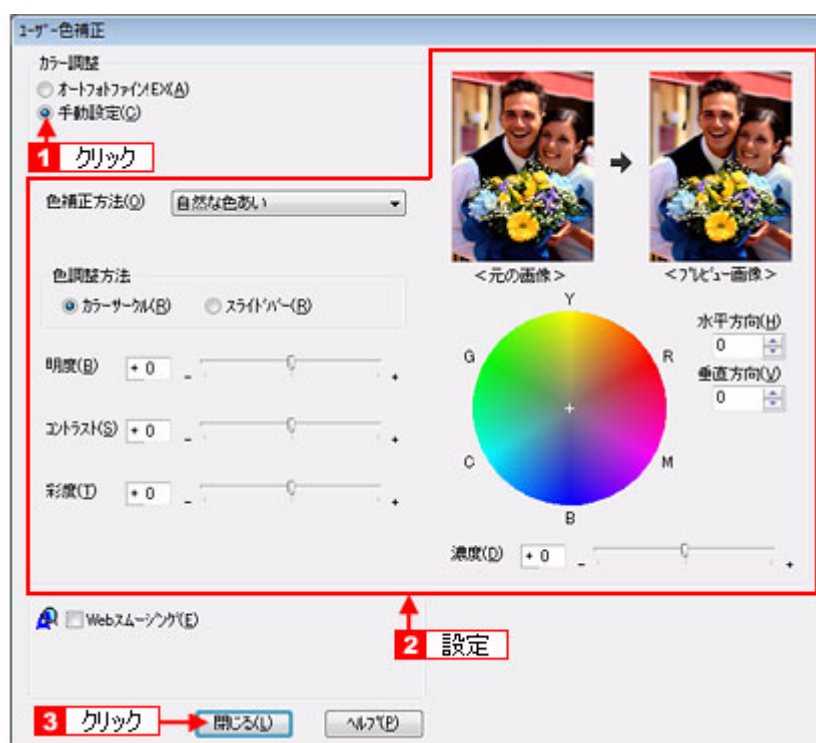 ユーザー色補正
カラー調整
オートフォトファイン!EX(A)
手動設定(C)
1 クリック
色補正方法(O) 自然な色あい
色調整方法
カラーサークル(R) スライドバー(R)
明度(B) + 0 - +
コントラスト(S) + 0 - +
彩度(T) + 0 - +
<元の画像> <プレビュー画像>
Y
G R
C M
B
水平方向(H)
0
垂直方向(V)
0
濃度(D) + 0 - +
2 設定
Webスムージング(E)
3 クリック 閉じる(L) ヘルプ(P)